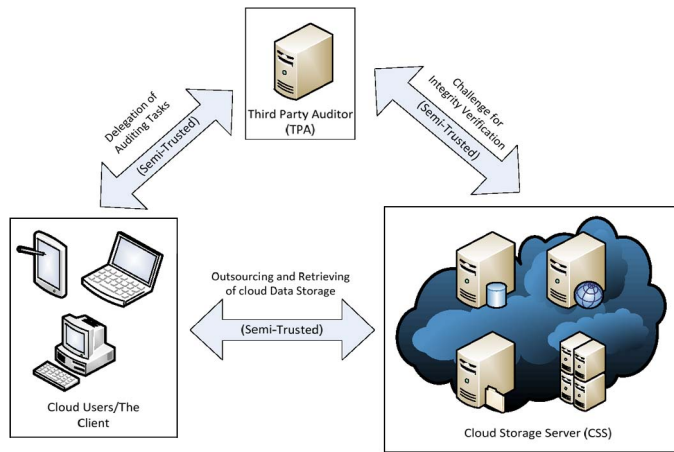 Third Party Auditor
(TPA)
Delegation of
Auditing Tasks
(Semi-Trusted)
Challenge for
Integrity Verification
(Semi-Trusted)
Outsourcing and Retrieving
of cloud Data Storage
(Semi-Trusted)
Cloud Users/The
Client
Cloud Storage Server (CSS)